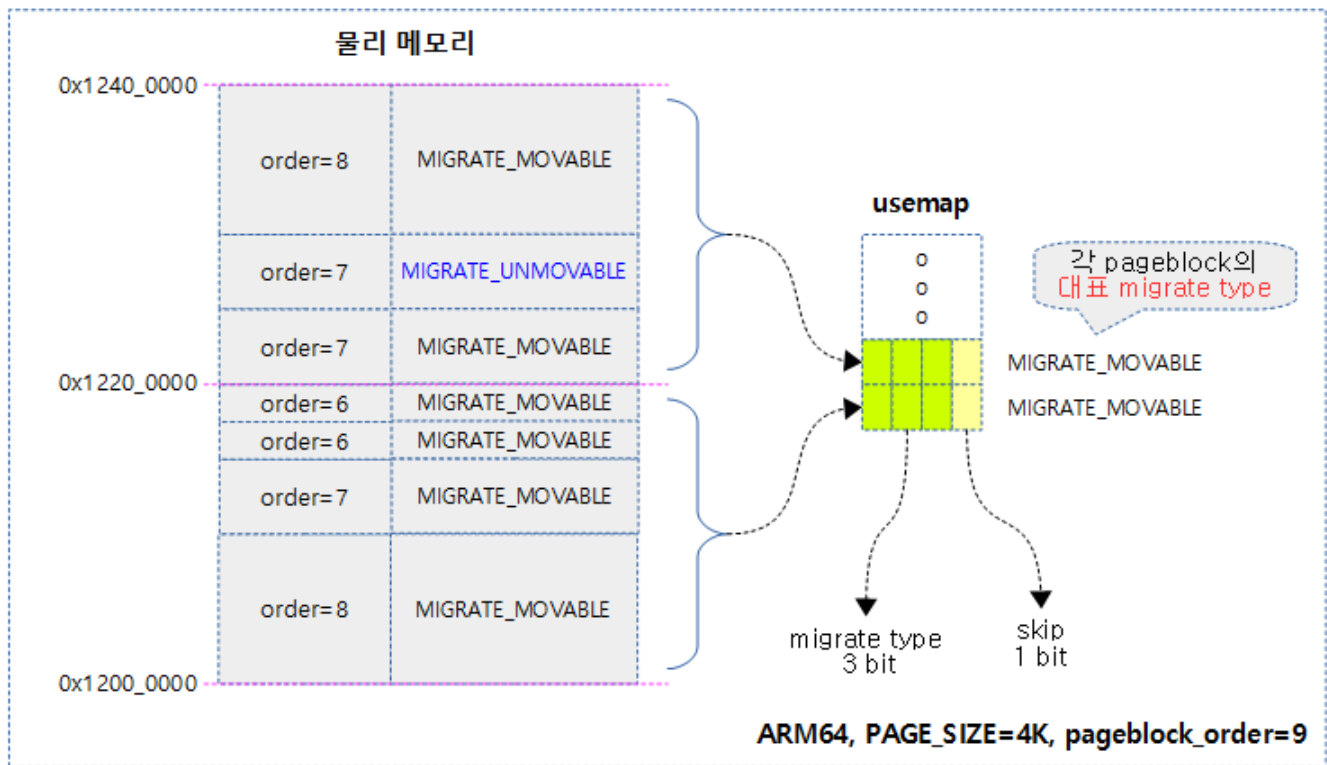 물리 메모리
0x1240_0000
order=8 MIGRATE_MOVABLE
order=7 MIGRATE_UNMOVABLE
order=7 MIGRATE_MOVABLE
0x1220_0000
order=6 MIGRATE_MOVABLE
order=6 MIGRATE_MOVABLE
order=7 MIGRATE_MOVABLE
order=8 MIGRATE_MOVABLE
0x1200_0000
usemap
o
o
o
각 pageblock의
대표 migrate type
MIGRATE_MOVABLE
MIGRATE_MOVABLE
migrate type
3 bit
skip
1 bit
ARM64, PAGE_SIZE=4K, pageblock_order=9